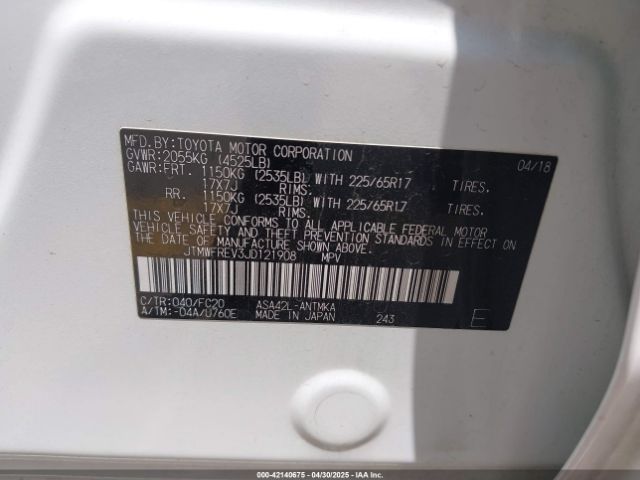 MFD.BY:TOYOTA MOTOR CORPORATION 04/18
GVWR:2055KG (4525LB)
GAWR:FRT. 1150KG (2535LB) WITH 225/65R17 TIRES.
17X7J RIMS.
RR. 1150KG (2535LB) WITH 225/65R17 TIRES.
17X7J RIMS.
THIS VEHICLE CONFORMS TO ALL APPLICABLE FEDERAL MOTOR
VEHICLE SAFETY AND THEFT PREVENTION STANDARDS IN EFFECT ON
THE DATE OF MANUFACTURE SHOWN ABOVE.
JTMWFREV3JD121908 MPV
C/TR:040/FC20 ASA42L-ANTMKA
A/TM:-04A/U760E MADE IN JAPAN 243 E
000-42140675 - 04/30/2025 - IAA Inc.